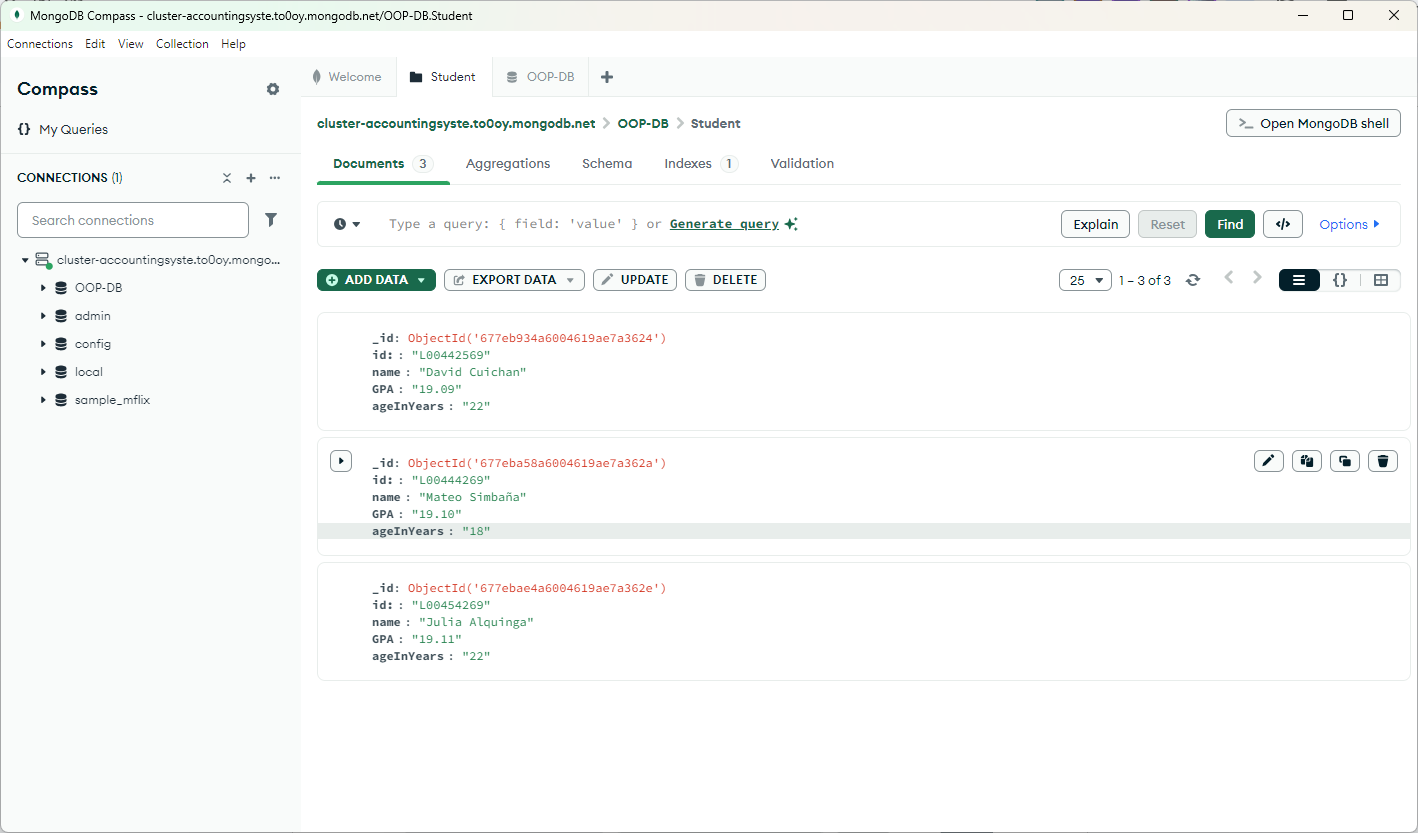 MongoDB Compass - cluster-accountingsyste.to0oy.mongodb.net/OOP-DB.Student
Connections Edit View Collection Help
Compass
{} My Queries
CONNECTIONS (1)
Search connections
cluster-accountingsyste.to0oy.mongo...
OOP-DB
admin
config
local
sample_mflix
Welcome Student OOP-DB
cluster-accountingsyste.to0oy.mongodb.net > OOP-DB > Student
>_ Open MongoDB shell
Documents 3 Aggregations Schema Indexes 1 Validation
Type a query: { field: 'value' } or Generate query
Explain Reset Find </> Options
ADD DATA EXPORT DATA UPDATE DELETE
25 1 – 3 of 3 {}
_id: ObjectId('677eb934a6004619ae7a3624')
id: : "L00442569"
name : "David Cuichan"
GPA : "19.09"
ageInYears : "22"
_id: ObjectId('677eba58a6004619ae7a362a')
id: : "L00444269"
name : "Mateo Simbaña"
GPA : "19.10"
ageInYears : "18"
_id: ObjectId('677ebae4a6004619ae7a362e')
id: : "L00454269"
name : "Julia Alquinga"
GPA : "19.11"
ageInYears : "22"